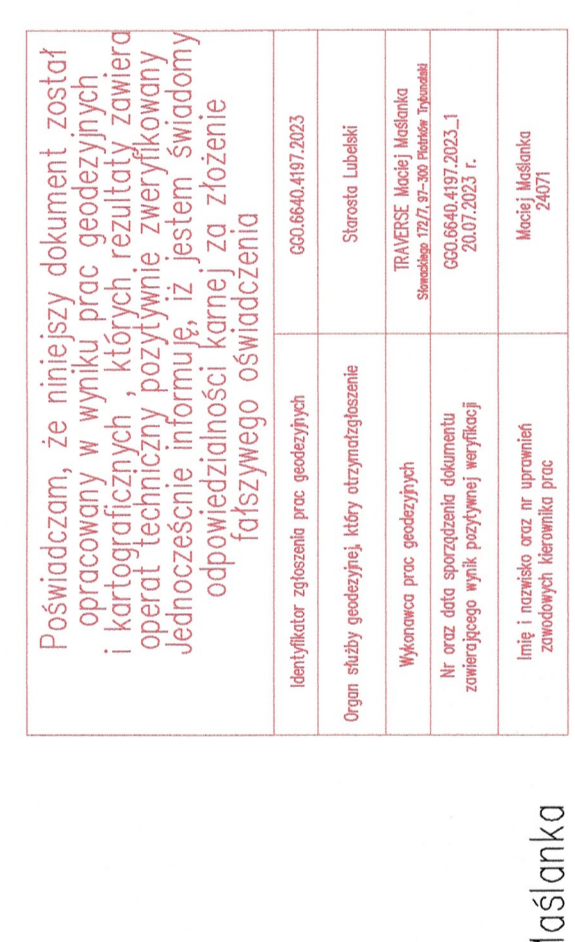 Poświadczam, że niniejszy dokument został
opracowany w wyniku prac geodezyjnych
i kartograficznych , których rezultaty zawiera
operat techniczny pozytywnie zweryfikowany
Jednocześnie informuję, iż jestem świadomy
odpowiedzialności karnej za złożenie
fałszywego oświadczenia
Identyfikator zgłoszenia prac geodezyjnych
GGO.6640.4197.2023
Organ służby geodezyjnej, który otrzymałzgłoszenie
Starosta Lubelski
Wykonawca prac geodezyjnych
TRAVERSE Maciej Maślanka
Słowackiego 172/7, 97-300 Piotrków Trybunalski
Nr oraz data sporządzenia dokumentu
zawierającego wynik pozytywnej weryfikacji
GGO.6640.4197.2023_1
20.07.2023 r.
Imię i nazwisko oraz nr uprawnień
zawodowych kierownika prac
Maciej Maślanka
24071
aślanka